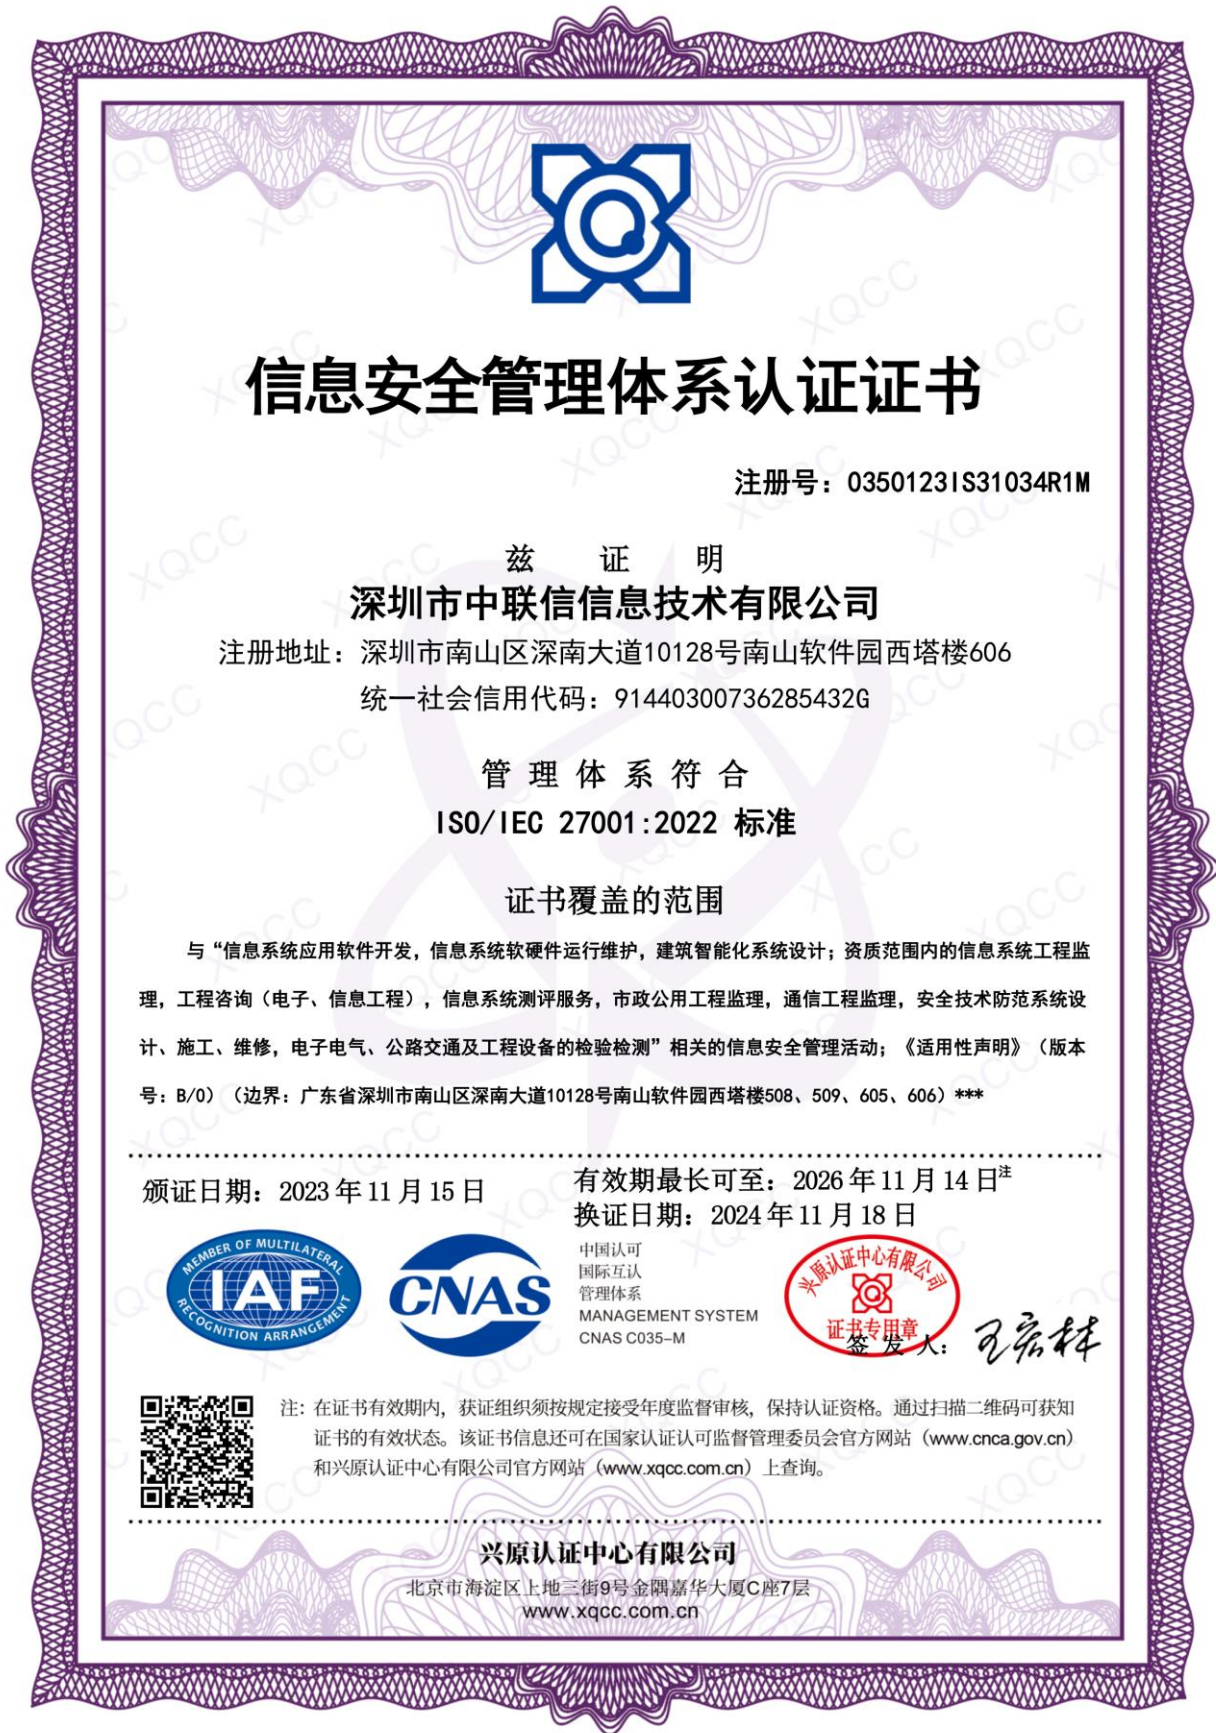 信息安全管理体系认证证书
注册号：0350123IS31034R1M
兹 证 明
深圳市中联信信息技术有限公司
注册地址：深圳市南山区深南大道10128号南山软件园西塔楼606
统一社会信用代码：91440300736285432G
管 理 体 系 符 合
ISO/IEC 27001:2022 标准
证书覆盖的范围
与“信息系统应用软件开发，信息系统软硬件运行维护，建筑智能化系统设计；资质范围内的信息系统工程监
理，工程咨询（电子、信息工程），信息系统测评服务，市政公用工程监理，通信工程监理，安全技术防范系统设
计、施工、维修，电子电气、公路交通及工程设备的检验检测”相关的信息安全管理活动；《适用性声明》（版本
号：B/0）（边界：广东省深圳市南山区深南大道10128号南山软件园西塔楼508、509、605、606）***
颁证日期：2023年11月15日
有效期最长可至：2026年11月14日注
换证日期：2024年11月18日
MEMBER OF MULTILATERAL
IAF
RECOGNITION ARRANGEMENT
CNAS
中国认可
国际互认
管理体系
MANAGEMENT SYSTEM
CNAS C035-M
兴原认证中心有限公司
证书专用章
签 发 人：
王宏林
注：在证书有效期内，获证组织须按规定接受年度监督审核，保持认证资格。通过扫描二维码可获知
证书的有效状态。该证书信息还可在国家认证认可监督管理委员会官方网站（www.cnca.gov.cn）
和兴原认证中心有限公司官方网站（www.xqcc.com.cn）上查询。
兴原认证中心有限公司
北京市海淀区上地三街9号金隅嘉华大厦C座7层
www.xqcc.com.cn